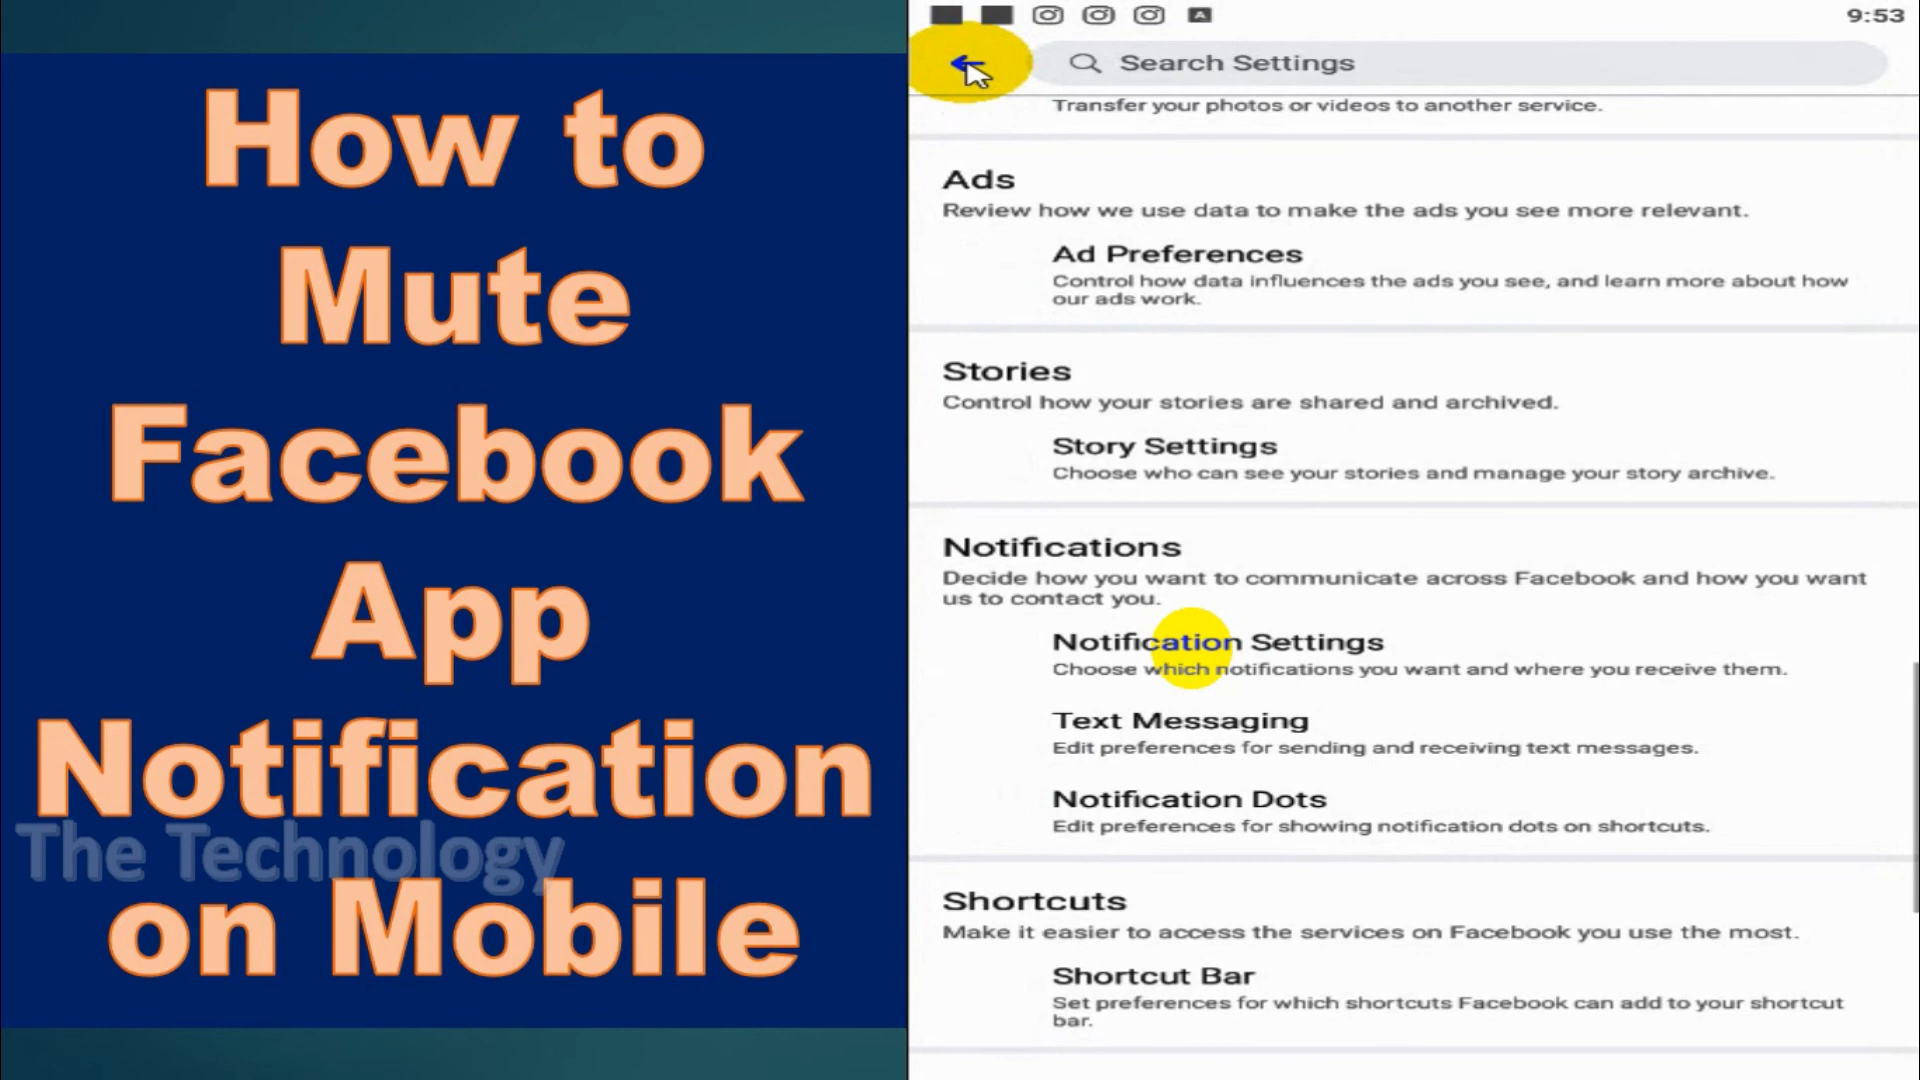 How to
Mute
Facebook
App
Notification
The Technology
on Mobile
9:53
Search Settings
Transfer your photos or videos to another service.
Ads
Review how we use data to make the ads you see more relevant.
Ad Preferences
Control how data influences the ads you see, and learn more about how
our ads work.
Stories
Control how your stories are shared and archived.
Story Settings
Choose who can see your stories and manage your story archive.
Notifications
Decide how you want to communicate across Facebook and how you want
us to contact you.
Notification Settings
Choose which notifications you want and where you receive them.
Text Messaging
Edit preferences for sending and receiving text messages.
Notification Dots
Edit preferences for showing notification dots on shortcuts.
Shortcuts
Make it easier to access the services on Facebook you use the most.
Shortcut Bar
Set preferences for which shortcuts Facebook can add to your shortcut
bar.